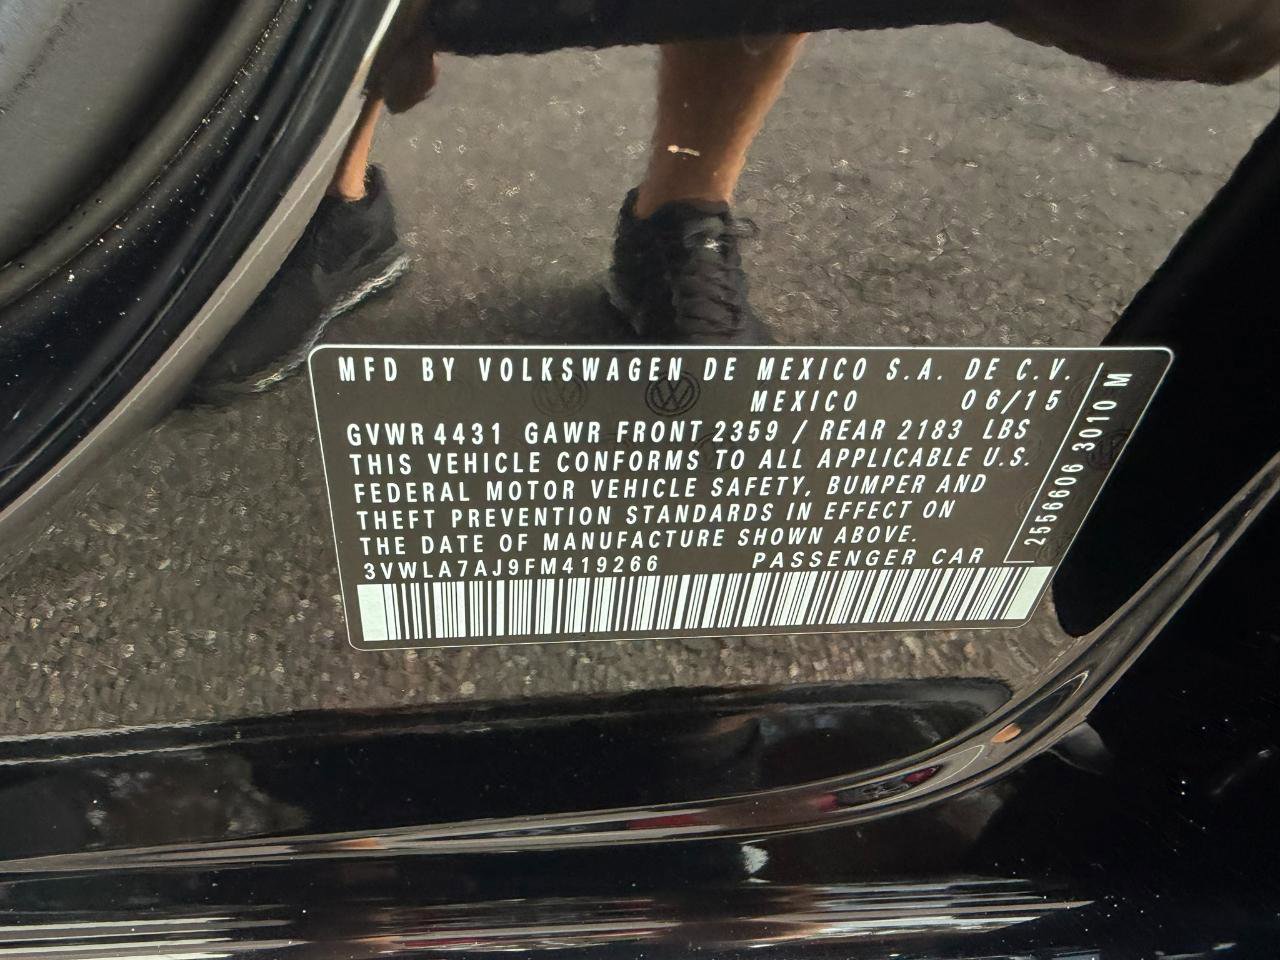 MFD BY VOLKSWAGEN DE MEXICO S.A. DE C.V.
MEXICO 06/15
GVWR 4431 GAWR FRONT 2359 / REAR 2183 LBS
THIS VEHICLE CONFORMS TO ALL APPLICABLE U.S.
FEDERAL MOTOR VEHICLE SAFETY, BUMPER AND
THEFT PREVENTION STANDARDS IN EFFECT ON
THE DATE OF MANUFACTURE SHOWN ABOVE.
3VWLA7AJ9FM419266 PASSENGER CAR
2556606 3010 M